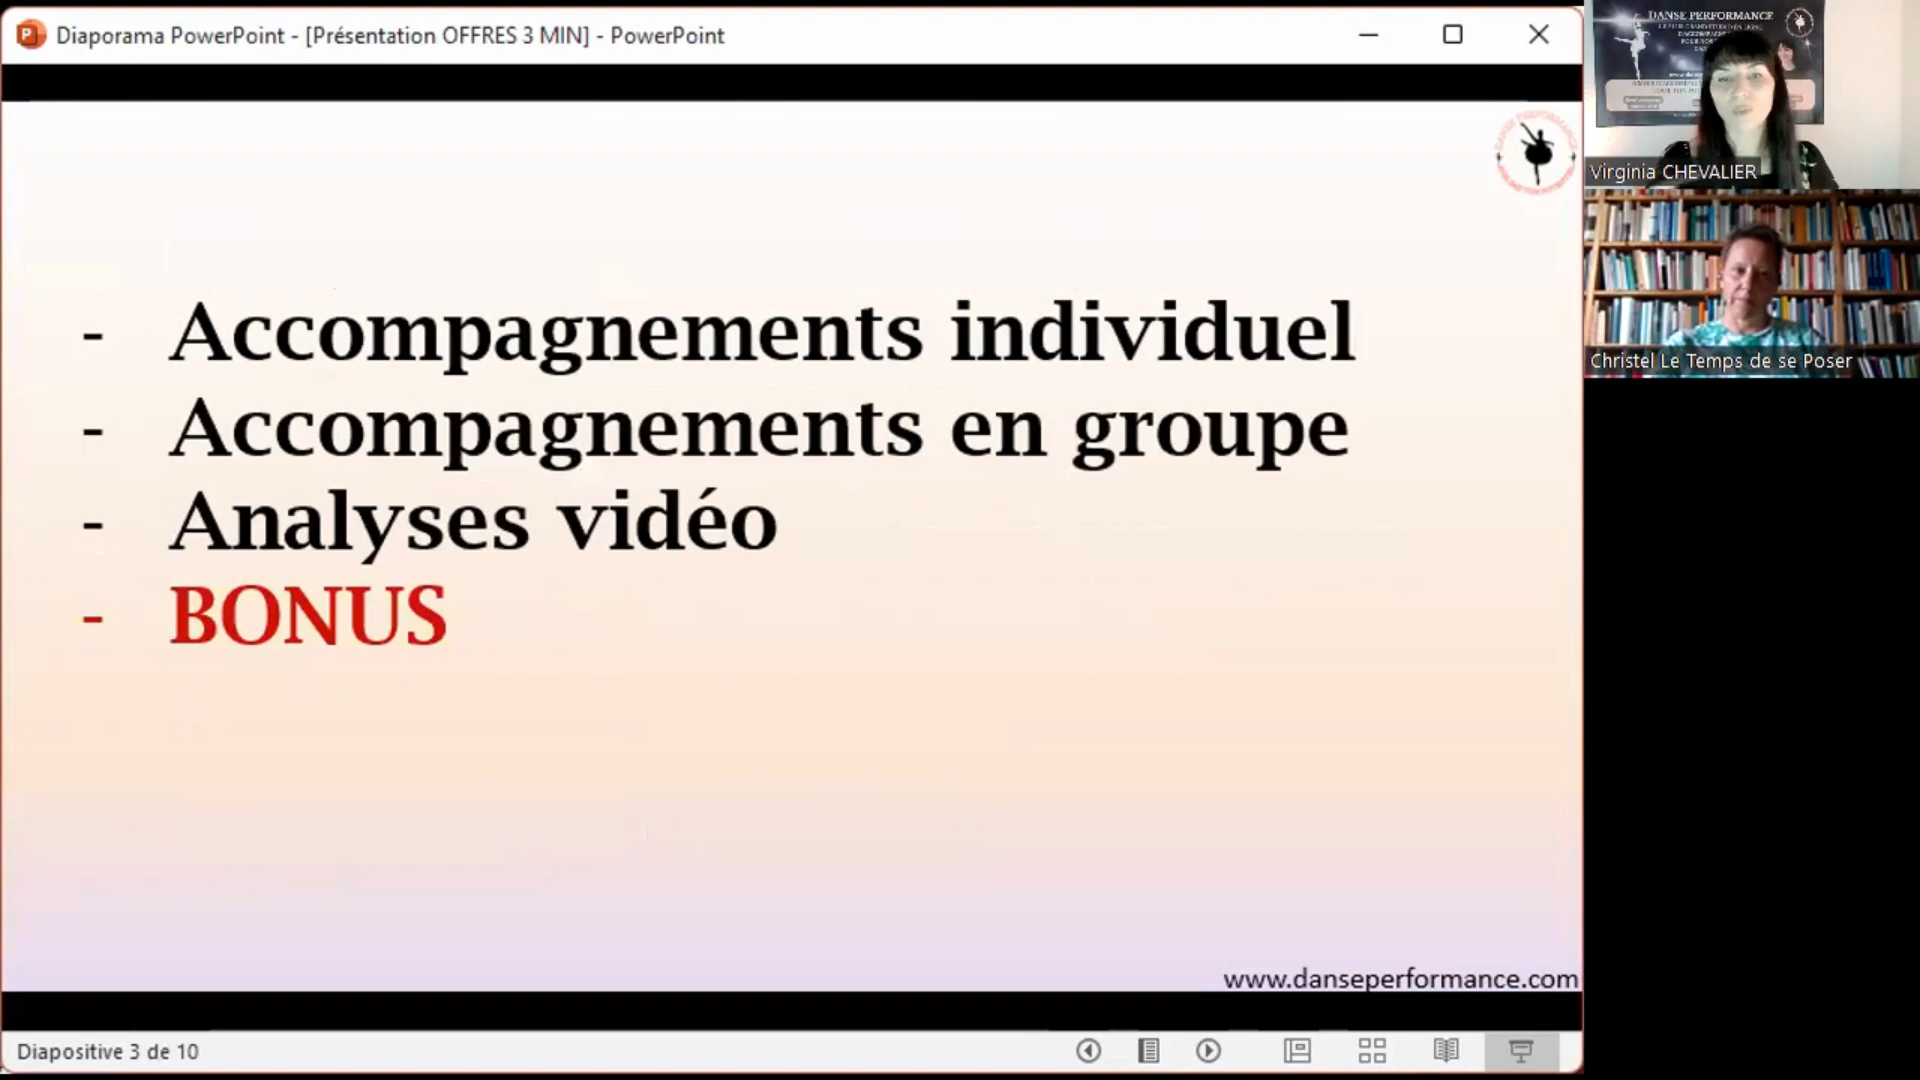 Diaporama PowerPoint - [Présentation OFFRES 3 MIN] - PowerPoint
- Accompagnements individuel
- Accompagnements en groupe
- Analyses vidéo
- BONUS
www.danseperformance.com
Diapositive 3 de 10
DANSE PERFORMANCE
Virginia CHEVALIER
Christel Le Temps de se Poser